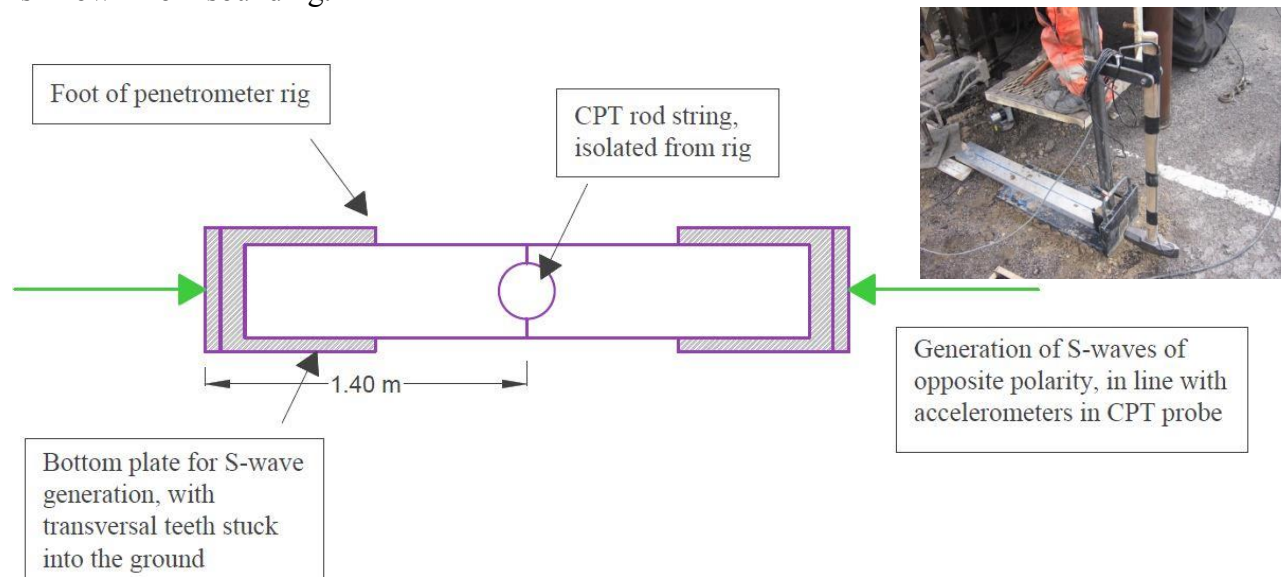 Foot of penetrometer rig
CPT rod string,
isolated from rig
1.40 m
Generation of S-waves of
opposite polarity, in line with
accelerometers in CPT probe
Bottom plate for S-wave
generation, with
transversal teeth stuck
into the ground